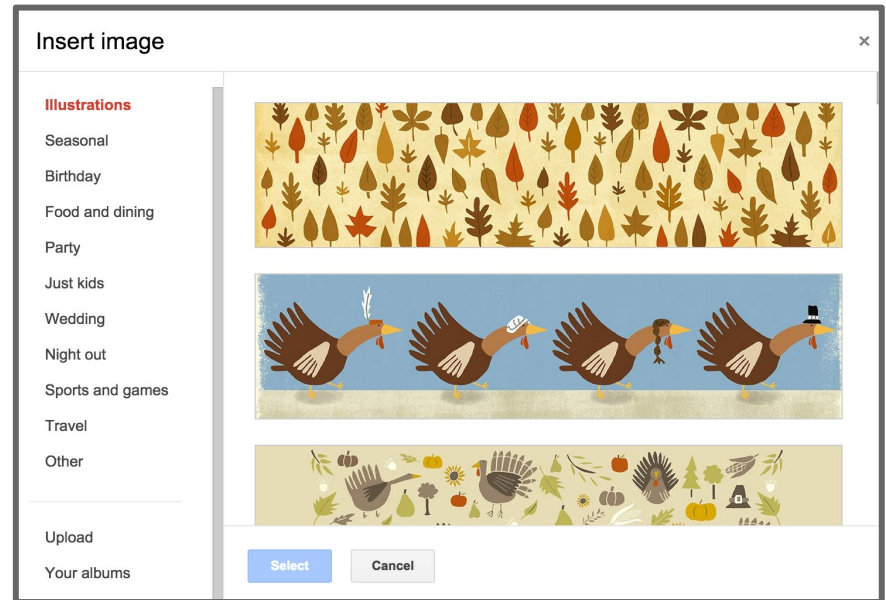 Insert image
×
Illustrations
Seasonal
Birthday
Food and dining
Party
Just kids
Wedding
Night out
Sports and games
Travel
Other
Upload
Your albums
Select
Cancel